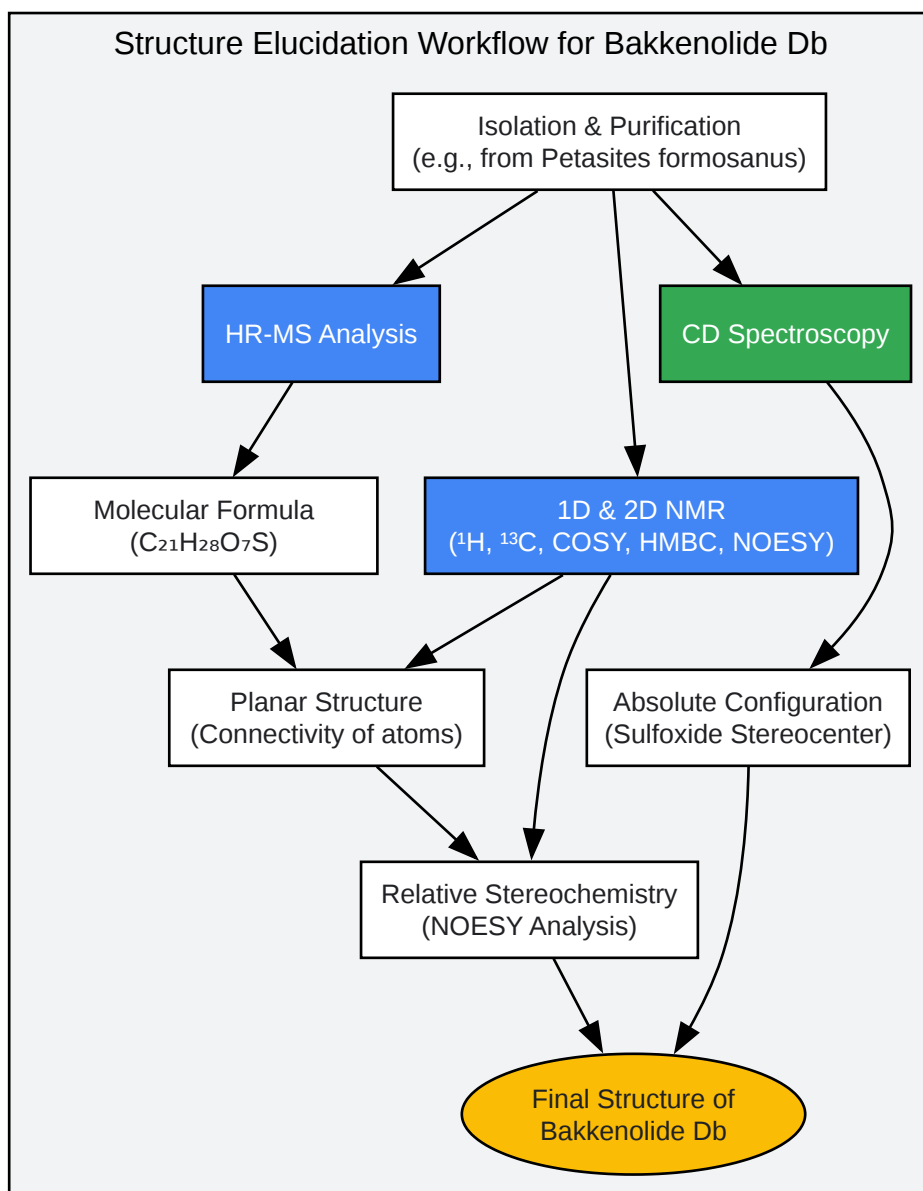 Structure Elucidation Workflow for Bakkenolide Db
Isolation & Purification
(e.g., from Petasites formosanus)
HR-MS Analysis
CD Spectroscopy
Molecular Formula
(C₂₁H₂₈O₇S)
1D & 2D NMR
(¹H, ¹³C, COSY, HMBC, NOESY)
Planar Structure
(Connectivity of atoms)
Absolute Configuration
(Sulfoxide Stereocenter)
Relative Stereochemistry
(NOESY Analysis)
Final Structure of
Bakkenolide Db